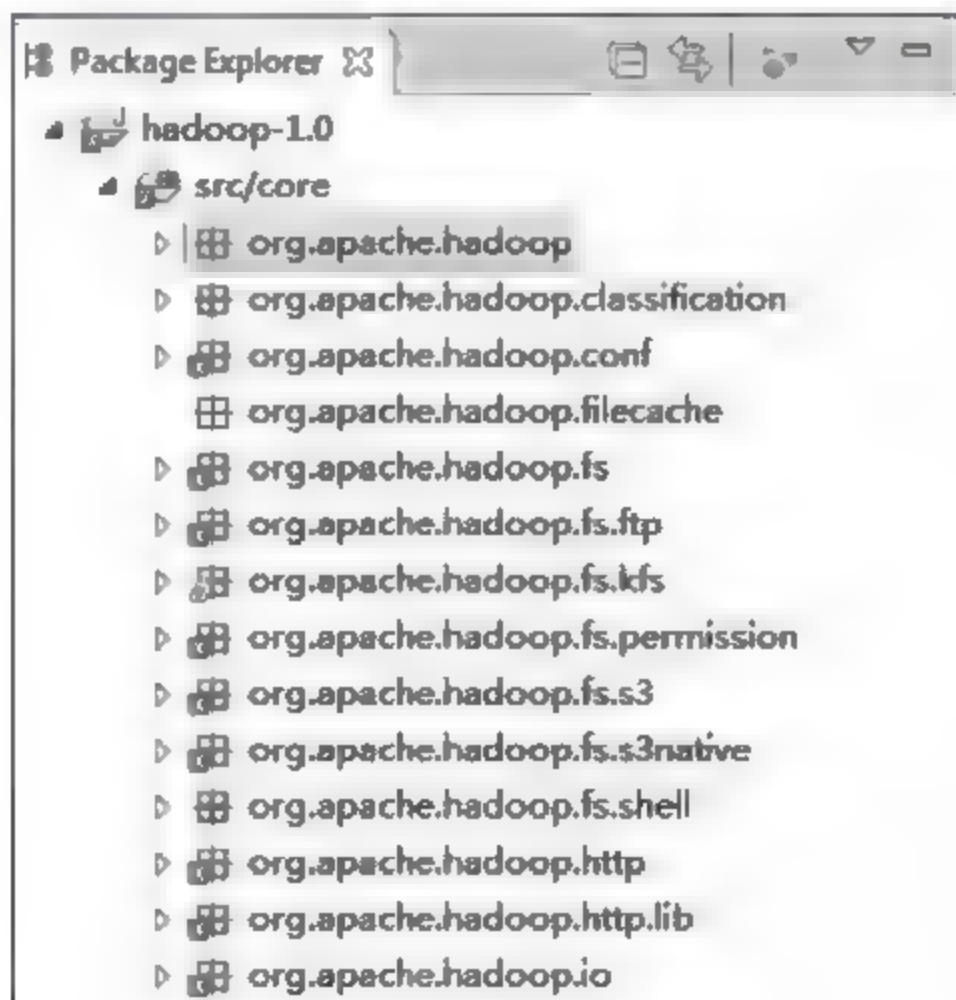 Package Explorer
hadoop-1.0
src/core
org.apache.hadoop
org.apache.hadoop.classification
org.apache.hadoop.conf
org.apache.hadoop.filecache
org.apache.hadoop.fs
org.apache.hadoop.fs.ftp
org.apache.hadoop.fs.kfs
org.apache.hadoop.fs.permission
org.apache.hadoop.fs.s3
org.apache.hadoop.fs.s3native
org.apache.hadoop.fs.shell
org.apache.hadoop.http
org.apache.hadoop.http.lib
org.apache.hadoop.io